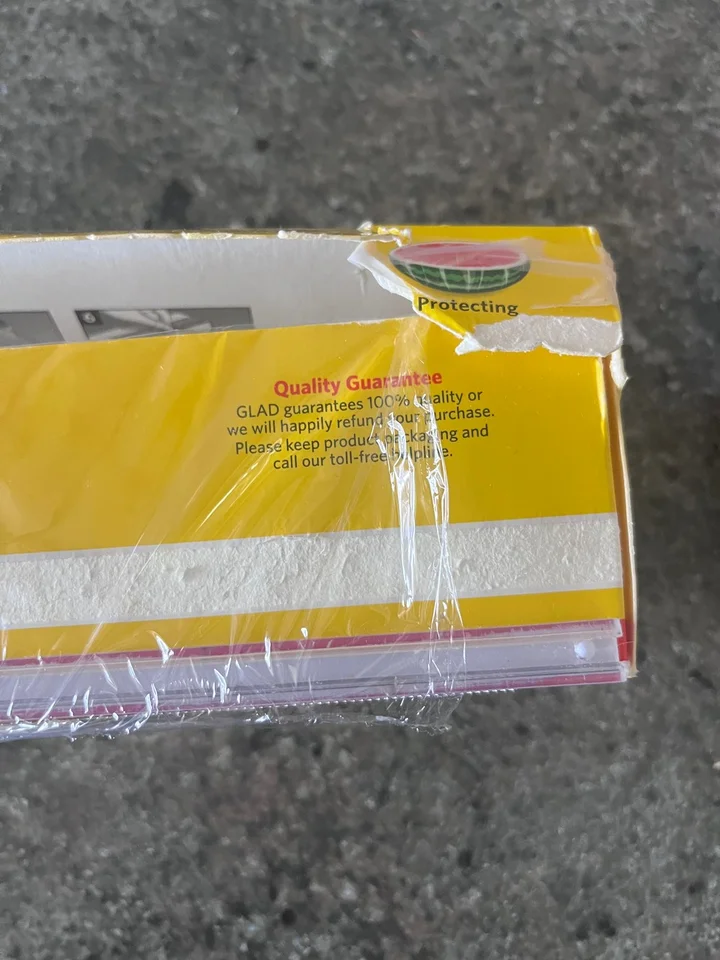 6
Protecting
Quality Guarantee
GLAD guarantees 100% quality or
we will happily refund your purchase.
Please keep product packaging and
call our toll-free helpline.